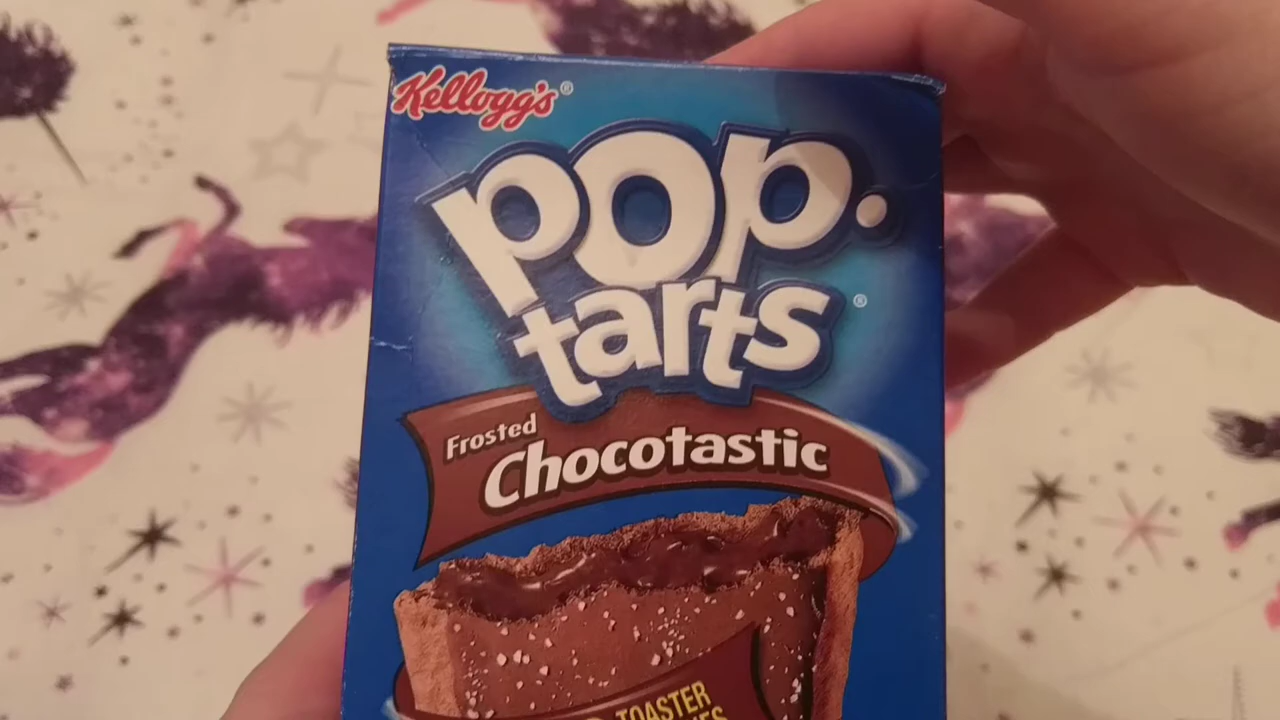 Kellogg's®
POP.
tarts®
Frosted
Chocotastic
TOASTER